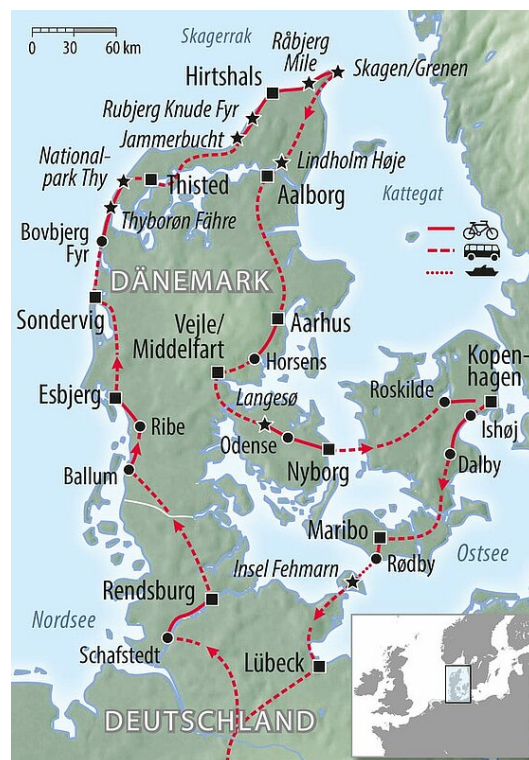 Skagerrak
0 30 60 km
Råbjerg
Mile
Skagen/Grenen
Hirtshals
Rubjerg Knude Fyr
Jammerbucht
Lindholm Høje
National-
park Thy
Thisted
Aalborg
Kattegat
Thyborøn Fähre
Bovbjerg
Fyr
DÄNEMARK
Sondervig
Vejle/
Middelfart
Aarhus
Horsens
Kopen-
hagen
Esbjerg
Langesø
Roskilde
Ishøj
Ribe
Odense
Nyborg
Dalby
Ballum
Maribo
Ostsee
Insel Fehmarn
Rødby
Rendsburg
Nordsee
Schafstedt
Lübeck
DEUTSCHLAND